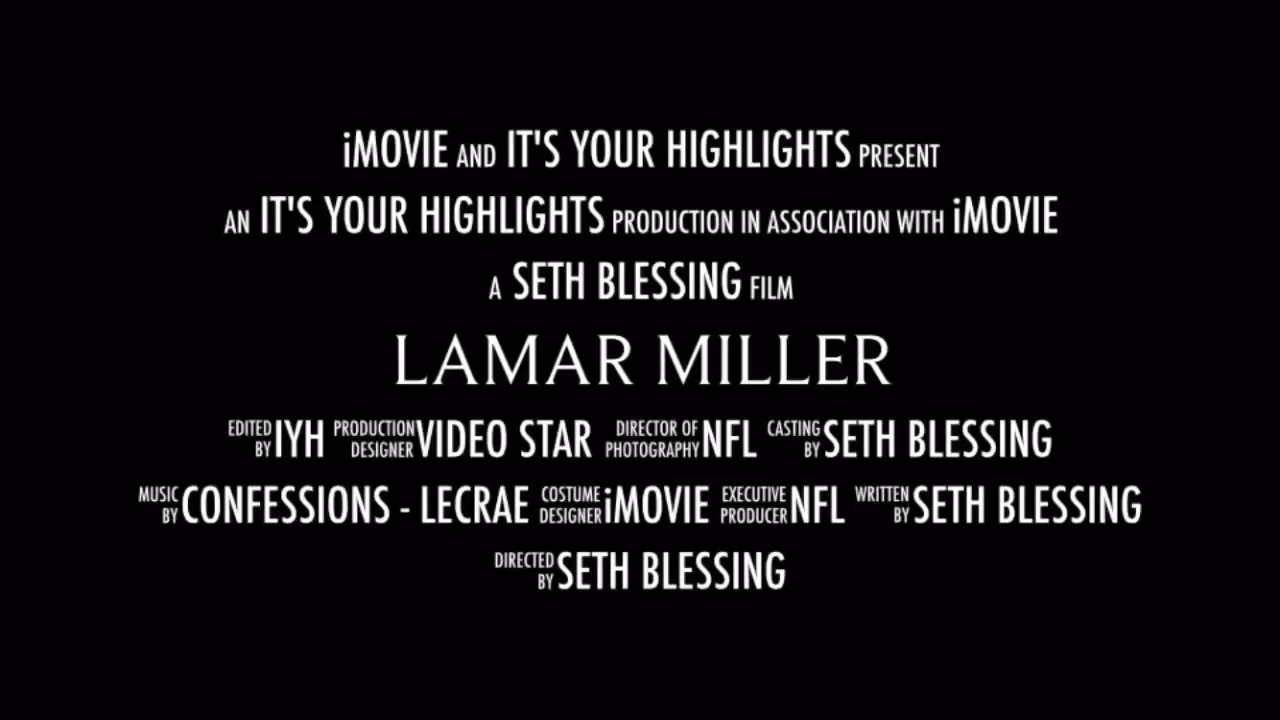 iMOVIE AND IT'S YOUR HIGHLIGHTS PRESENT
AN IT'S YOUR HIGHLIGHTS PRODUCTION IN ASSOCIATION WITH iMOVIE
A SETH BLESSING FILM
LAMAR MILLER
EDITED BY IYH PRODUCTION DESIGNER VIDEO STAR DIRECTOR OF PHOTOGRAPHY NFL CASTING BY SETH BLESSING
MUSIC BY CONFESSIONS - LECRAE COSTUME DESIGNER iMOVIE EXECUTIVE PRODUCER NFL WRITTEN BY SETH BLESSING
DIRECTED BY SETH BLESSING